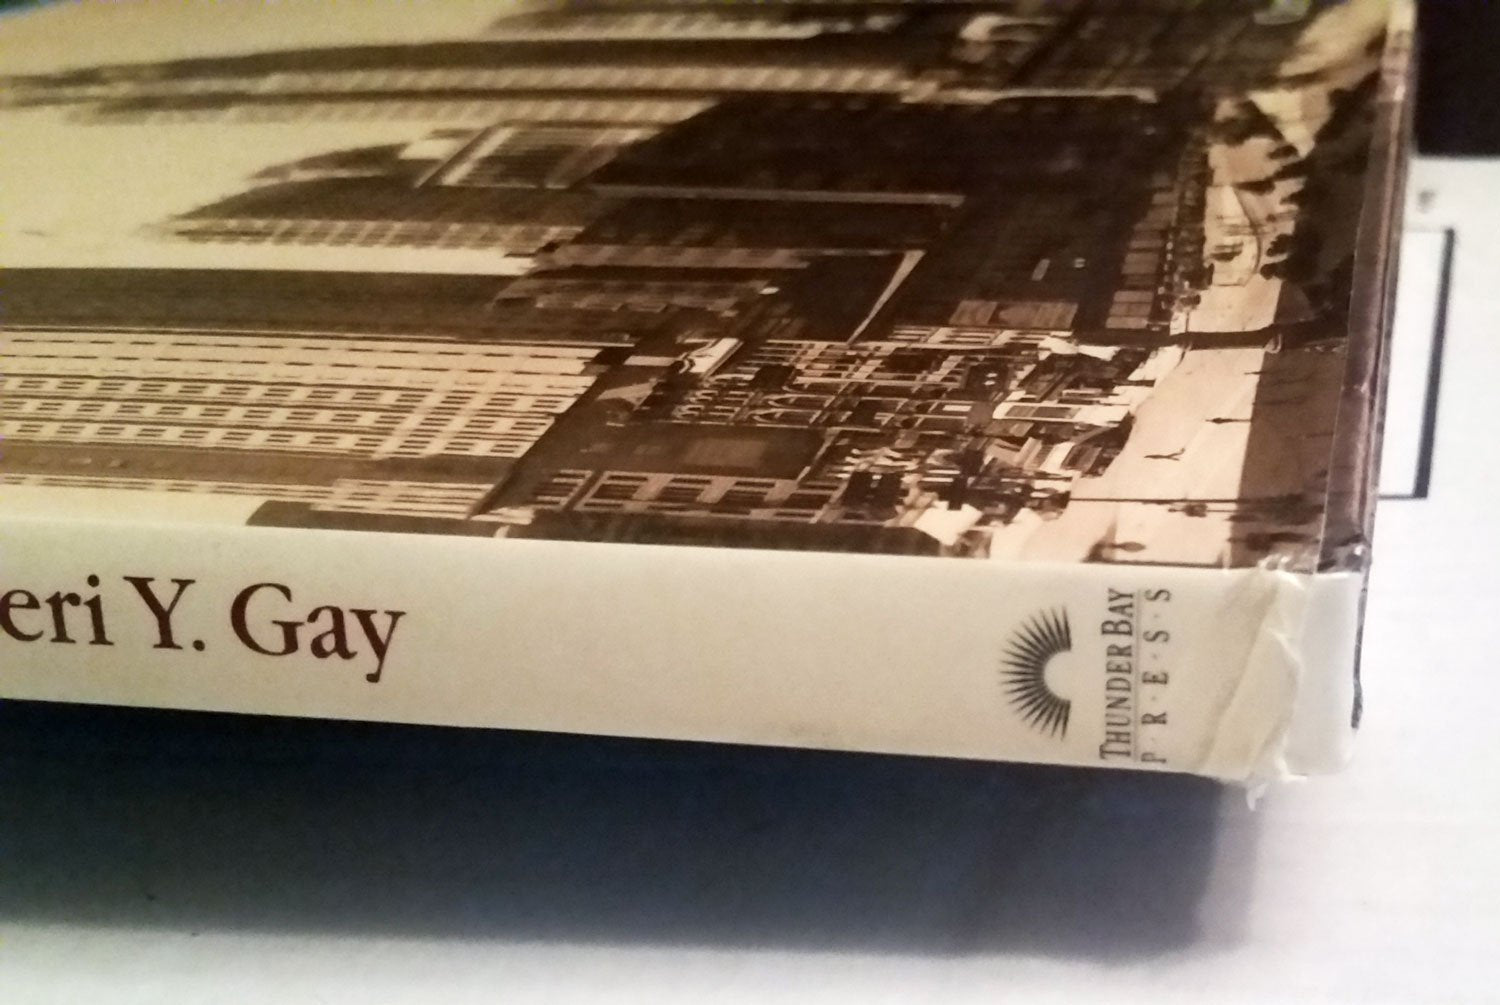 eri Y. Gay
THUNDER BAY
P·R·E·S·S